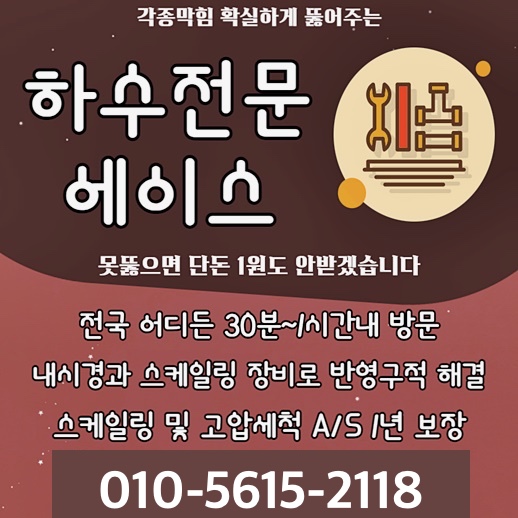 각종막힘 확실하게 뚫어주는
하수전문
에이스
못뚫으면 단돈 1원도 안받겠습니다
전국 어디든 30분~1시간내 방문
내시경과 스케일링 장비로 반영구적 해결
스케일링 및 고압세척 A/S 1년 보장
010-5615-2118